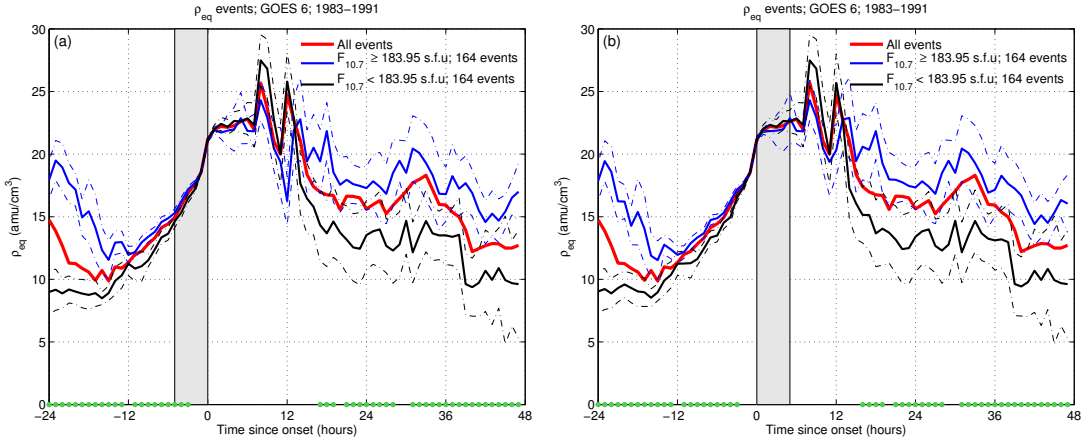 ρeq events; GOES 6; 1983−1991
(a)
All events
F10.7 ≥ 183.95 s.f.u; 164 events
F10.7 < 183.95 s.f.u; 164 events
30
25
20
15
10
5
0
ρeq (amu/cm3)
−24 −12 0 12 24 36 48
Time since onset (hours)
ρeq events; GOES 6; 1983−1991
(b)
All events
F10.7 ≥ 183.95 s.f.u; 164 events
F10.7 < 183.95 s.f.u; 164 events
30
25
20
15
10
5
0
ρeq (amu/cm3)
−24 −12 0 12 24 36 48
Time since onset (hours)